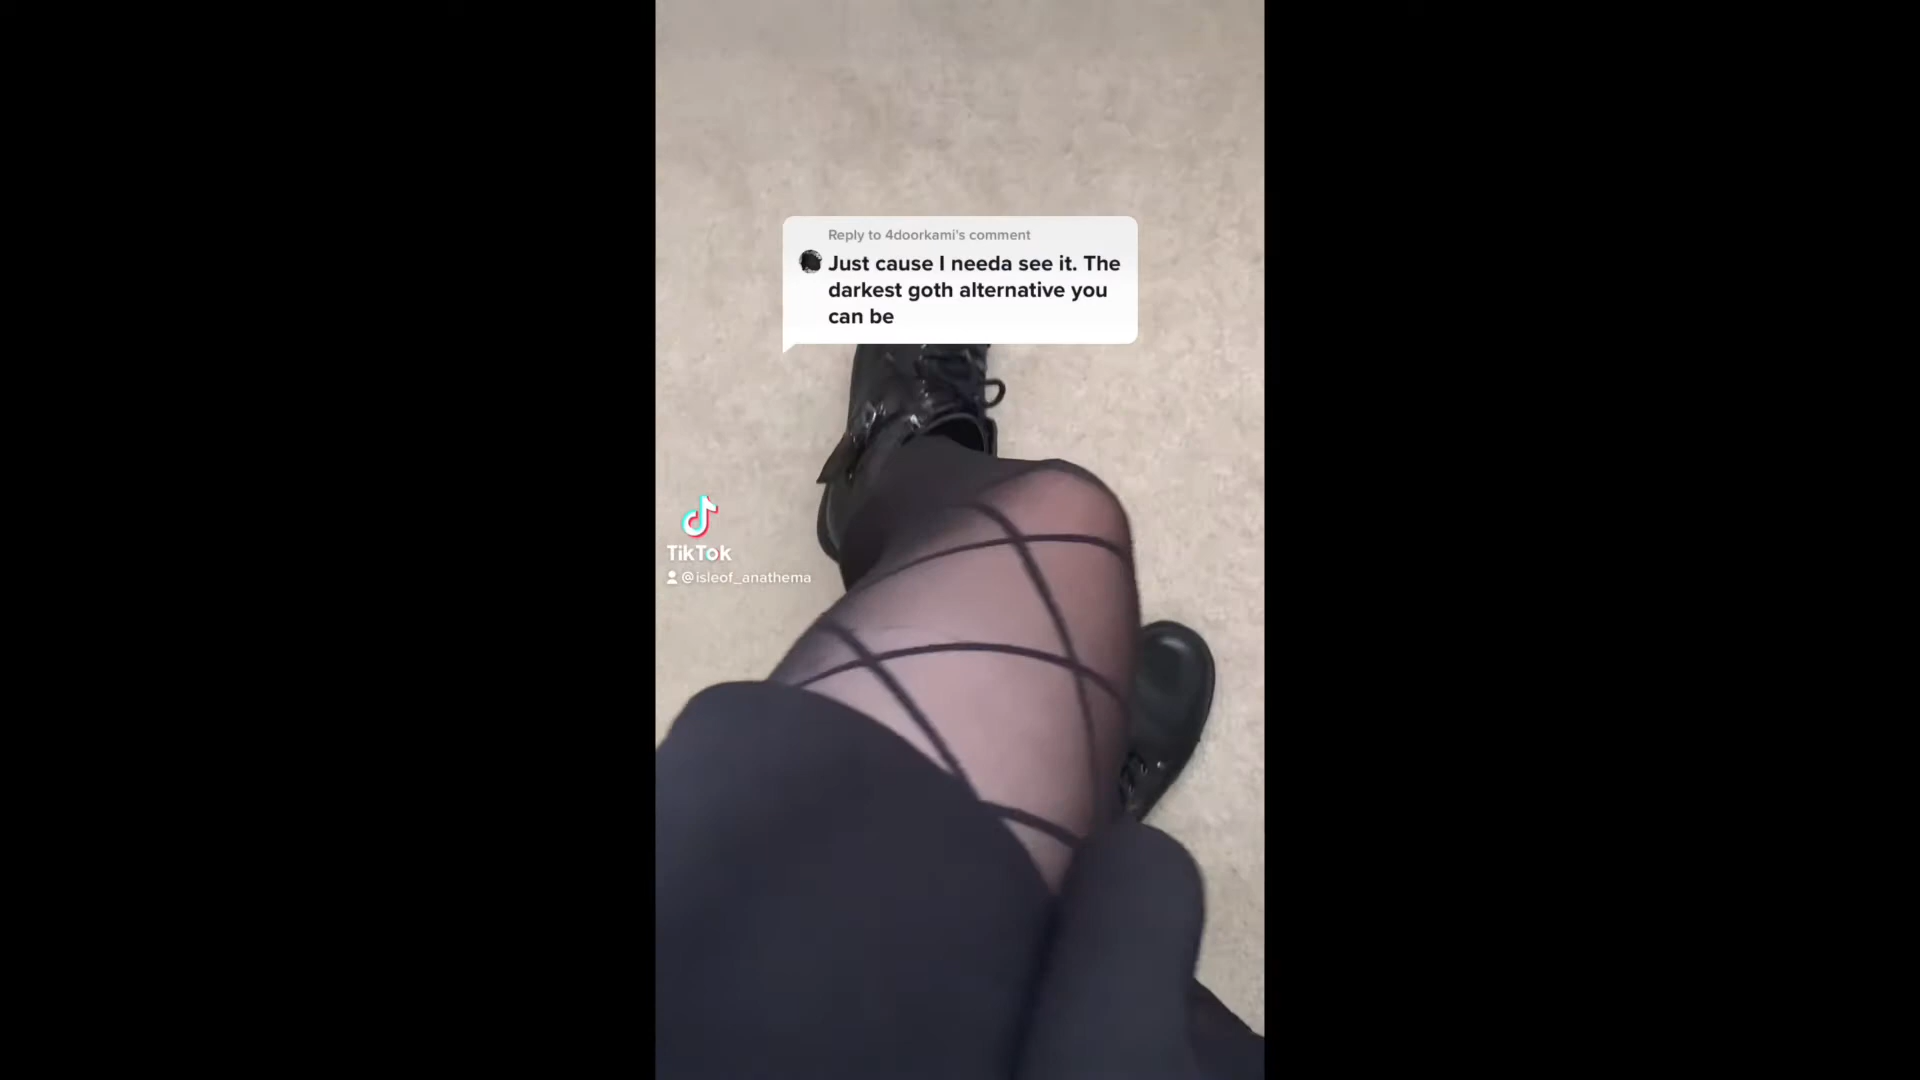 Reply to 4doorkami's comment
Just cause I needa see it. The
darkest goth alternative you
can be
TikTok
@isleof_anathema